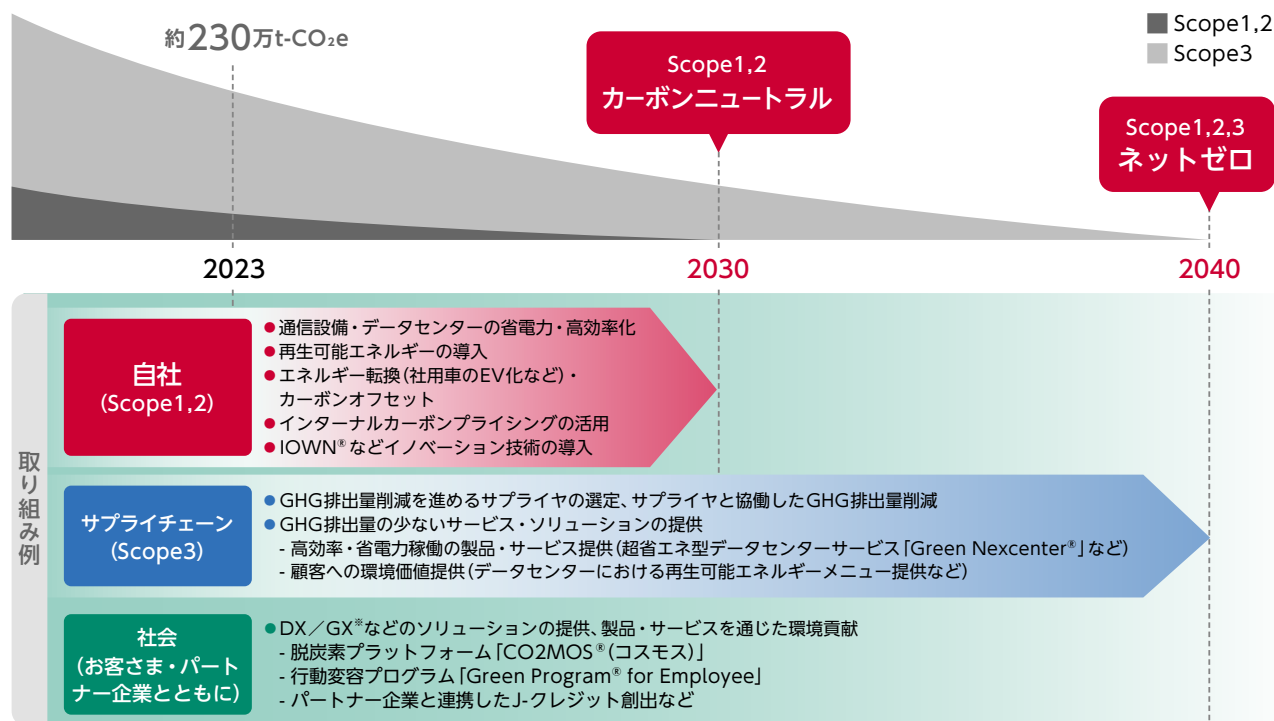 約230万t-CO₂e
Scope1,2
Scope3
Scope1,2
カーボンニュートラル
Scope1,2,3
ネットゼロ
2023
2030
2040
取り組み例
自社
(Scope1,2)
●通信設備・データセンターの省電力・高効率化
●再生可能エネルギーの導入
●エネルギー転換(社用車のEV化など)・
カーボンオフセット
●インターナルカーボンプライシングの活用
●IOWN®などイノベーション技術の導入
サプライチェーン
(Scope3)
●GHG排出量削減を進めるサプライヤの選定、サプライヤと協働したGHG排出量削減
●GHG排出量の少ないサービス・ソリューションの提供
- 高効率・省電力稼働の製品・サービス提供(超省エネ型データセンターサービス「Green Nexcenter®」など)
- 顧客への環境価値提供(データセンターにおける再生可能エネルギーメニュー提供など)
社会
(お客さま・パート
ナー企業とともに)
●DX／GX※などのソリューションの提供、製品・サービスを通じた環境貢献
- 脱炭素プラットフォーム「CO2MOS®(コスモス)」
- 行動変容プログラム「Green Program® for Employee」
- パートナー企業と連携したJ-クレジット創出など